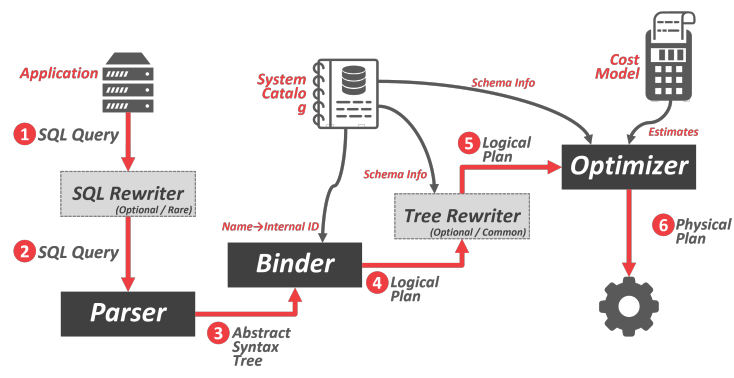 Application
1 SQL Query
SQL Rewriter
(Optional / Rare)
2 SQL Query
Parser
3 Abstract
Syntax
Tree
System
Catalo
g
Name→Internal ID
Binder
4 Logical
Plan
Schema Info
Tree Rewriter
(Optional / Common)
5 Logical
Plan
Schema Info
Cost
Model
Estimates
Optimizer
6 Physical
Plan